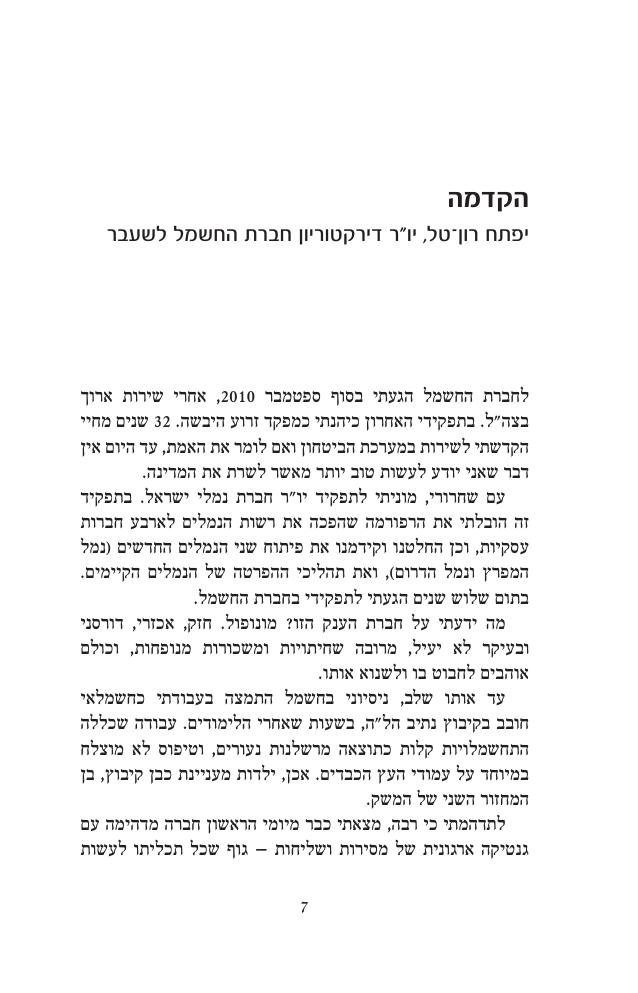 הקדמה
יפתח רון־טל, יו"ר דירקטוריון חברת החשמל לשעבר
לחברת החשמל הגעתי בסוף ספטמבר 2010, אחרי שירות ארוך
בצה"ל. בתפקידי האחרון כיהנתי כמפקד זרוע היבשה. 32 שנים מחיי
הקדשתי לשירות במערכת הביטחון ואם לומר את האמת, עד היום אין
דבר שאני יודע לעשות טוב יותר מאשר לשרת את המדינה.
עם שחרורי, מוניתי לתפקיד יו"ר חברת נמלי ישראל. בתפקיד
זה הובלתי את הרפורמה שהפכה את רשות הנמלים לארבע חברות
עסקיות, וכן החלטנו וקידמנו את פיתוח שני הנמלים החדשים (נמל
המפרץ ונמל הדרום), ואת תהליכי ההפרטה של הנמלים הקיימים.
בתום שלוש שנים הגעתי לתפקידי בחברת החשמל.
מה ידעתי על חברת הענק הזו? מונופול. חזק, אכזרי, דורסני
ובעיקר לא יעיל, מרובה שחיתויות ומשכורות מנופחות, וכולם
אוהבים לחבוט בו ולשנוא אותו.
עד אותו שלב, ניסיוני בחשמל התמצה בעבודתי כחשמלאי
חובב בקיבוץ נתיב הל"ה, בשעות שאחרי הלימודים. עבודה שכללה
התחשמלויות קלות כתוצאה מרשלנות נעורים, וטיפוס לא מוצלח
במיוחד על עמודי העץ הכבדים. אכן, ילדות מעניינת כבן קיבוץ, בן
המחזור השני של המשק.
לתדהמתי כי רבה, מצאתי כבר מיומי הראשון חברה מדהימה עם
גנטיקה ארגונית של מסירות ושליחות – גוף שכל תכליתו לעשות
7